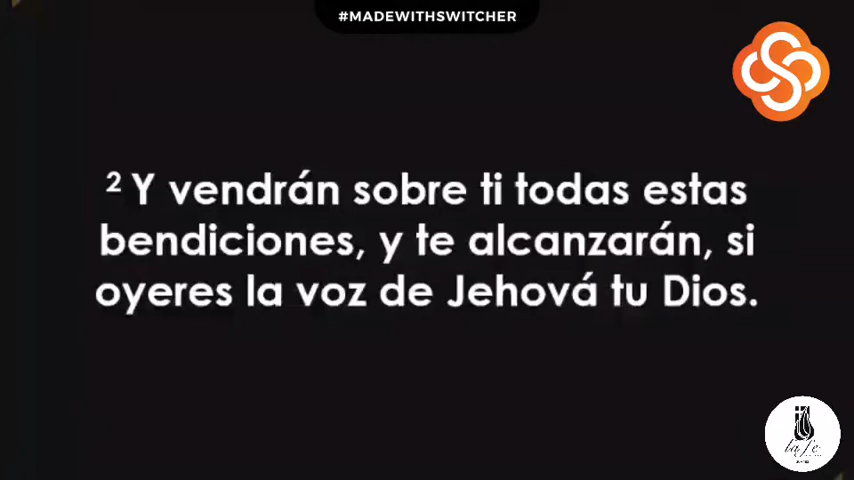 #MADEWITHSWITCHER
² Y vendrán sobre ti todas estas
bendiciones, y te alcanzarán, si
oyeres la voz de Jehová tu Dios.
la fe